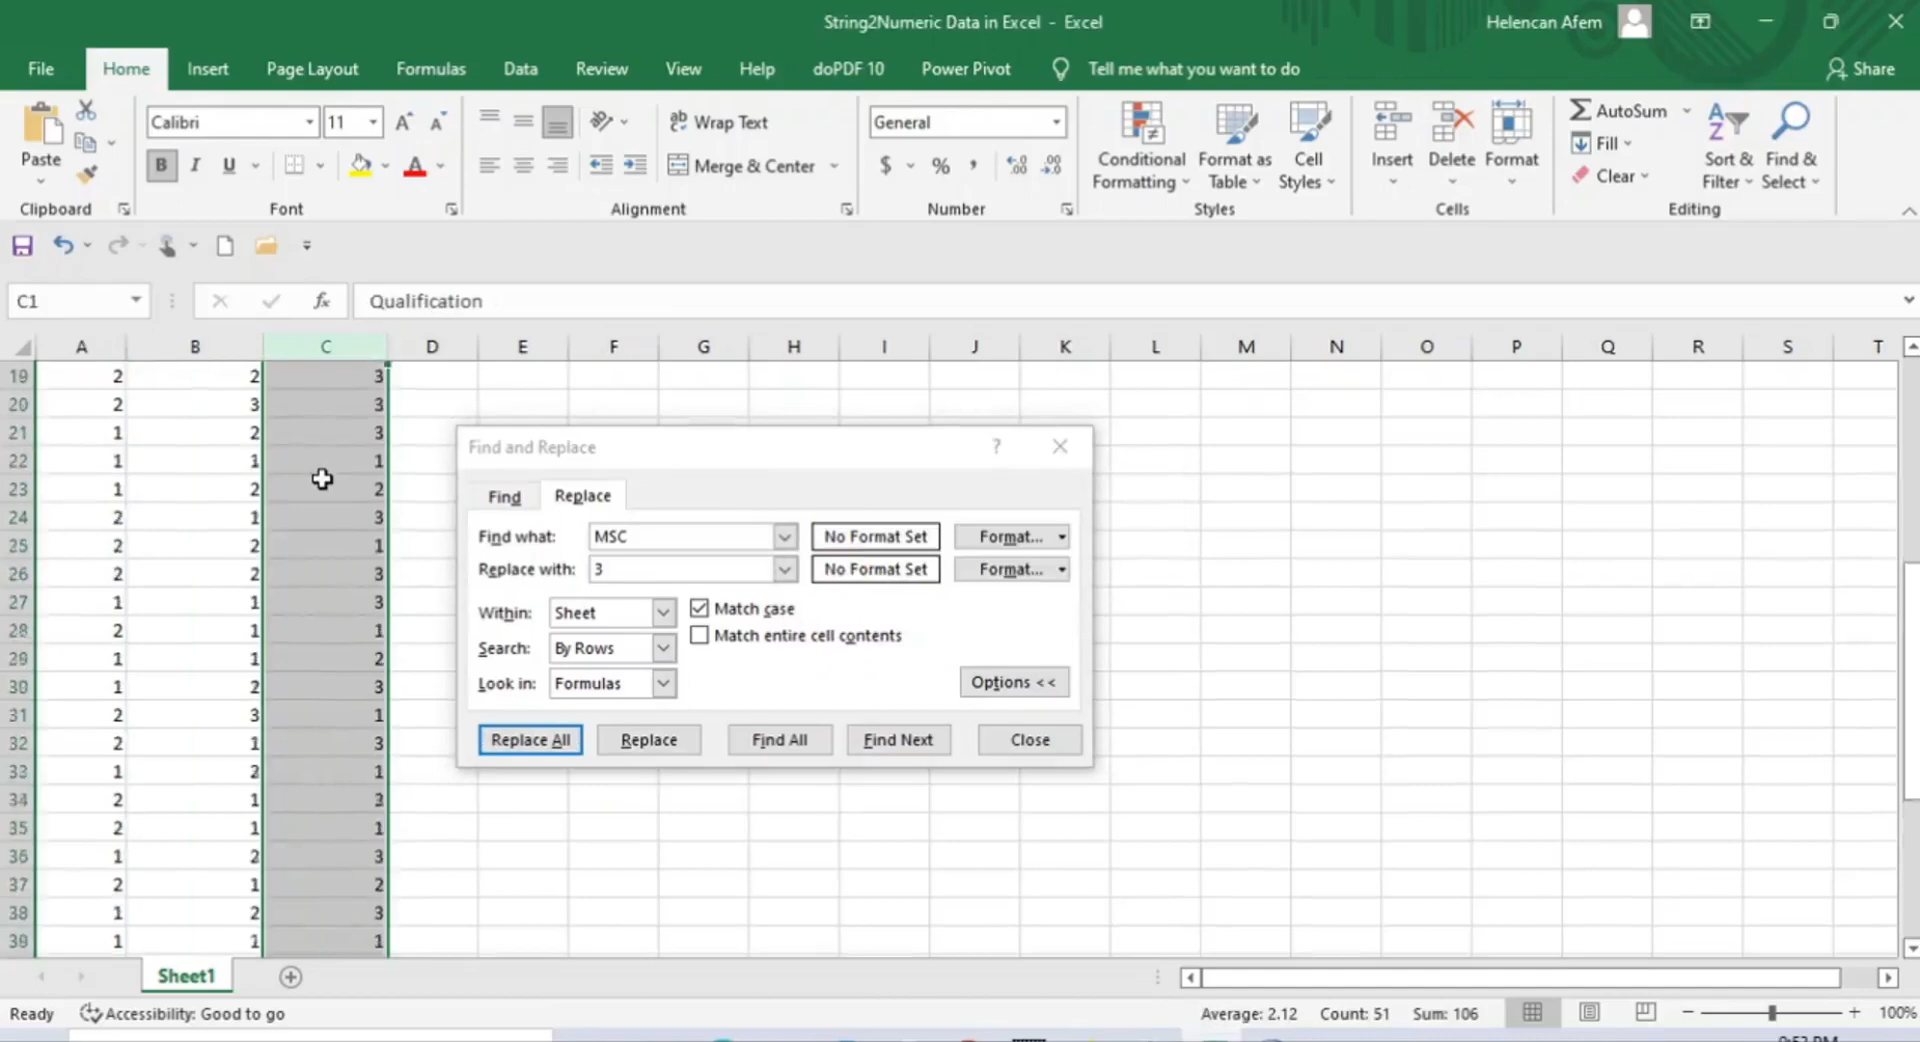 String2Numeric Data in Excel - Excel
Helencan Afem
File Home Insert Page Layout Formulas Data Review View Help doPDF 10 Power Pivot Tell me what you want to do Share
Paste
Clipboard
Calibri 11
B I U
Font
Wrap Text
Merge & Center
Alignment
General
$ % ,
Number
Conditional Formatting
Format as Table
Cell Styles
Styles
Insert
Delete
Format
Cells
AutoSum
Fill
Clear
Sort & Filter
Find & Select
Editing
C1 fx Qualification
A B C D E F G H I J K L M N O P Q R S T
19 2 2 3
20 2 3 3
21 1 2 3
22 1 1 1
23 1 2 2
24 2 1 3
25 2 2 1
26 2 2 3
27 1 1 3
28 2 1 1
29 1 1 2
30 1 2 3
31 2 3 1
32 2 1 3
33 1 2 1
34 2 1 3
35 2 1 1
36 1 2 3
37 2 1 2
38 1 2 3
39 1 1 1
Find and Replace ?
Find Replace
Find what: MSC No Format Set Format...
Replace with: 3 No Format Set Format...
Within: Sheet Match case
Match entire cell contents
Search: By Rows
Look in: Formulas Options <<
Replace All Replace Find All Find Next Close
Sheet1
Ready Accessibility: Good to go Average: 2.12 Count: 51 Sum: 106 100%